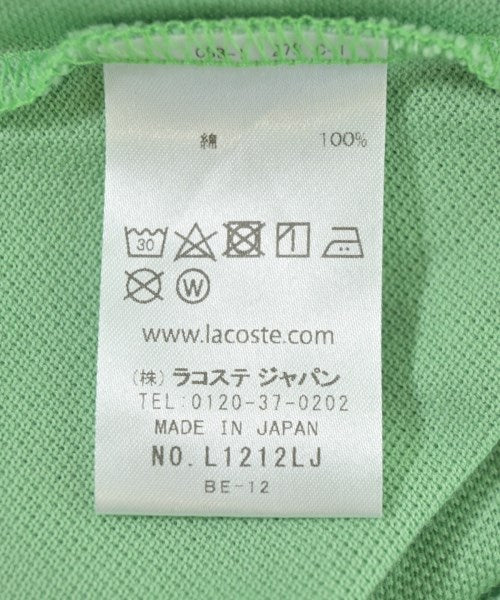 綿 100%
30
W
www.lacoste.com
(株) ラコステ ジャパン
TEL:0120-37-0202
MADE IN JAPAN
NO. L1212LJ
BE-12